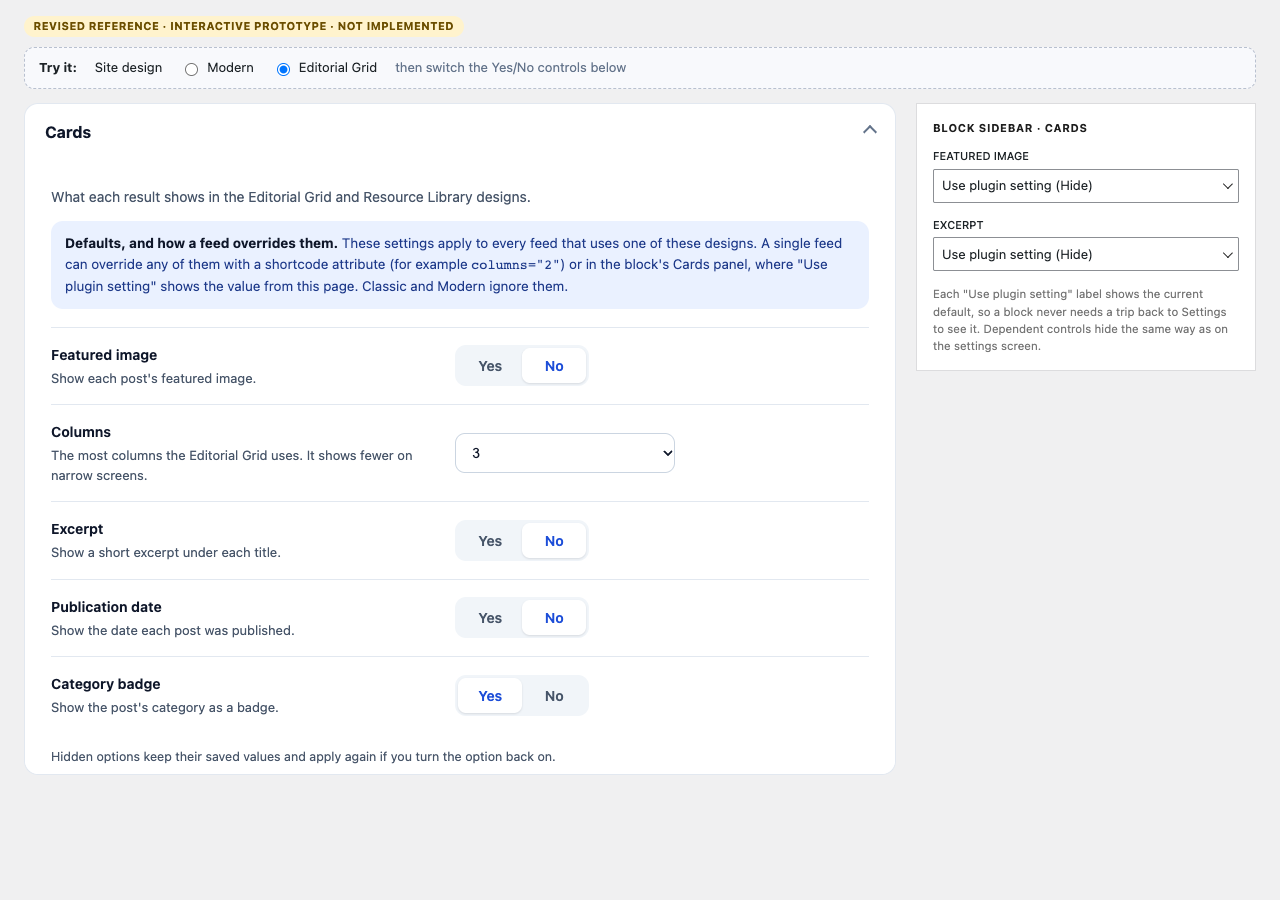 REVISED REFERENCE · INTERACTIVE PROTOTYPE · NOT IMPLEMENTED
Try it: Site design Modern Editorial Grid then switch the Yes/No controls below
Cards
What each result shows in the Editorial Grid and Resource Library designs.
Defaults, and how a feed overrides them. These settings apply to every feed that uses one of these designs. A single feed
can override any of them with a shortcode attribute (for example columns="2") or in the block's Cards panel, where "Use
plugin setting" shows the value from this page. Classic and Modern ignore them.
Featured image
Show each post's featured image.
Yes No
Columns
The most columns the Editorial Grid uses. It shows fewer on
narrow screens.
3
Excerpt
Show a short excerpt under each title.
Yes No
Publication date
Show the date each post was published.
Yes No
Category badge
Show the post's category as a badge.
Yes No
Hidden options keep their saved values and apply again if you turn the option back on.
BLOCK SIDEBAR · CARDS
FEATURED IMAGE
Use plugin setting (Hide)
EXCERPT
Use plugin setting (Hide)
Each "Use plugin setting" label shows the current
default, so a block never needs a trip back to Settings
to see it. Dependent controls hide the same way as on
the settings screen.